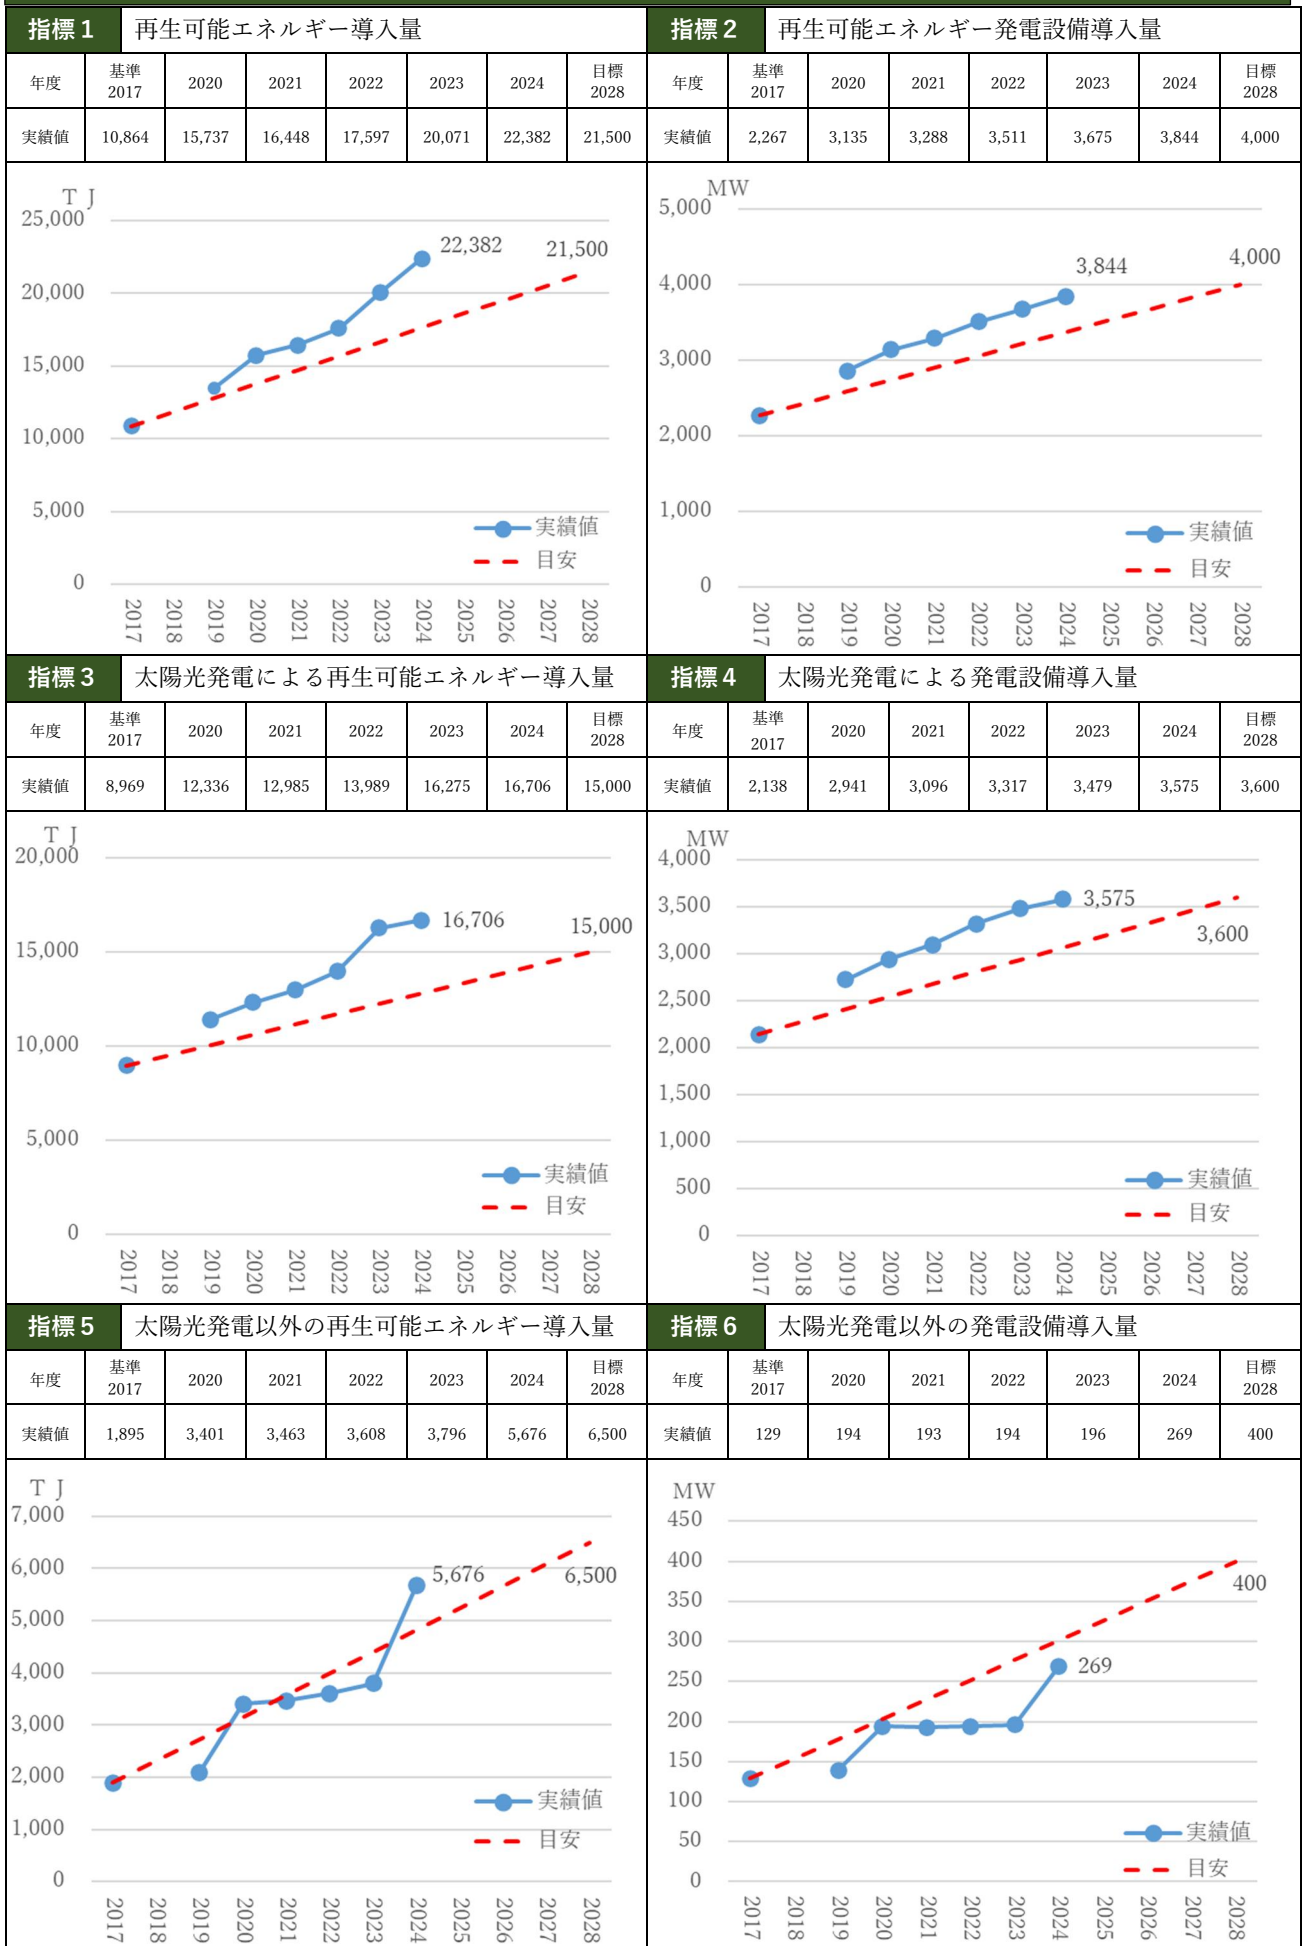 指標１ 再生可能エネルギー導入量
年度 基準 2017 2020 2021 2022 2023 2024 目標 2028
実績値 10,864 15,737 16,448 17,597 20,071 22,382 21,500
ＴＪ
25,000
20,000
15,000
10,000
5,000
0
22,382
21,500
実績値
目安
2017 2018 2019 2020 2021 2022 2023 2024 2025 2026 2027 2028
指標２ 再生可能エネルギー発電設備導入量
年度 基準 2017 2020 2021 2022 2023 2024 目標 2028
実績値 2,267 3,135 3,288 3,511 3,675 3,844 4,000
MW
5,000
4,000
3,000
2,000
1,000
0
3,844
4,000
実績値
目安
2017 2018 2019 2020 2021 2022 2023 2024 2025 2026 2027 2028
指標３ 太陽光発電による再生可能エネルギー導入量
年度 基準 2017 2020 2021 2022 2023 2024 目標 2028
実績値 8,969 12,336 12,985 13,989 16,275 16,706 15,000
ＴＪ
20,000
15,000
10,000
5,000
0
16,706
15,000
実績値
目安
2017 2018 2019 2020 2021 2022 2023 2024 2025 2026 2027 2028
指標４ 太陽光発電による発電設備導入量
年度 基準 2017 2020 2021 2022 2023 2024 目標 2028
実績値 2,138 2,941 3,096 3,317 3,479 3,575 3,600
MW
4,000
3,500
3,000
2,500
2,000
1,500
1,000
500
0
3,575
3,600
実績値
目安
2017 2018 2019 2020 2021 2022 2023 2024 2025 2026 2027 2028
指標５ 太陽光発電以外の再生可能エネルギー導入量
年度 基準 2017 2020 2021 2022 2023 2024 目標 2028
実績値 1,895 3,401 3,463 3,608 3,796 5,676 6,500
ＴＪ
7,000
6,000
5,000
4,000
3,000
2,000
1,000
0
5,676
6,500
実績値
目安
2017 2018 2019 2020 2021 2022 2023 2024 2025 2026 2027 2028
指標６ 太陽光発電以外の発電設備導入量
年度 基準 2017 2020 2021 2022 2023 2024 目標 2028
実績値 129 194 193 194 196 269 400
MW
450
400
350
300
250
200
150
100
50
0
269
400
実績値
目安
2017 2018 2019 2020 2021 2022 2023 2024 2025 2026 2027 2028